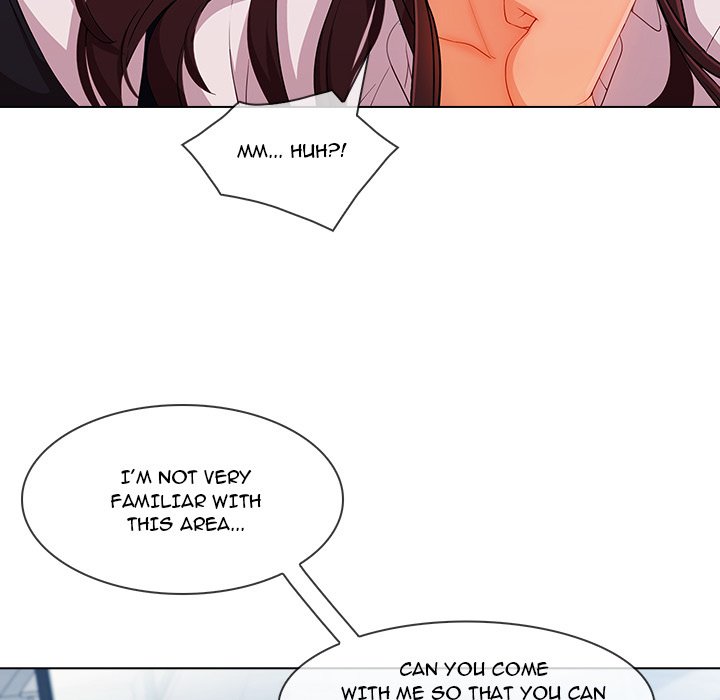 MM... HUH?!
I'M NOT VERY
FAMILIAR WITH
THIS AREA...
CAN YOU COME
WITH ME SO THAT YOU CAN